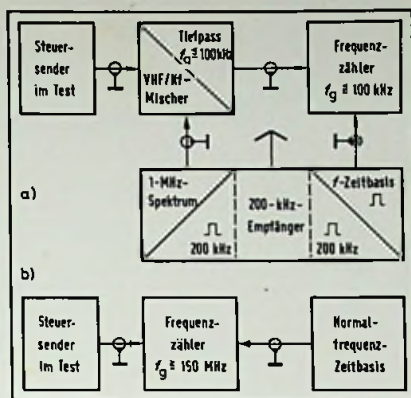 Steuer-
sender
im Test
Tiefpass
fg ≦ 100 kHz
VHF/Kf-
Mischer
Frequenz-
zähler
fg ≦ 100 kHz
a)
1-MHz-
Spektrum
200 kHz
200-kHz-
Empfänger
f-Zeitbasis
200 kHz
b)
Steuer-
sender
im Test
Frequenz-
zähler
fg ≦ 150 MHz
Normal-
frequenz-
Zeitbasis